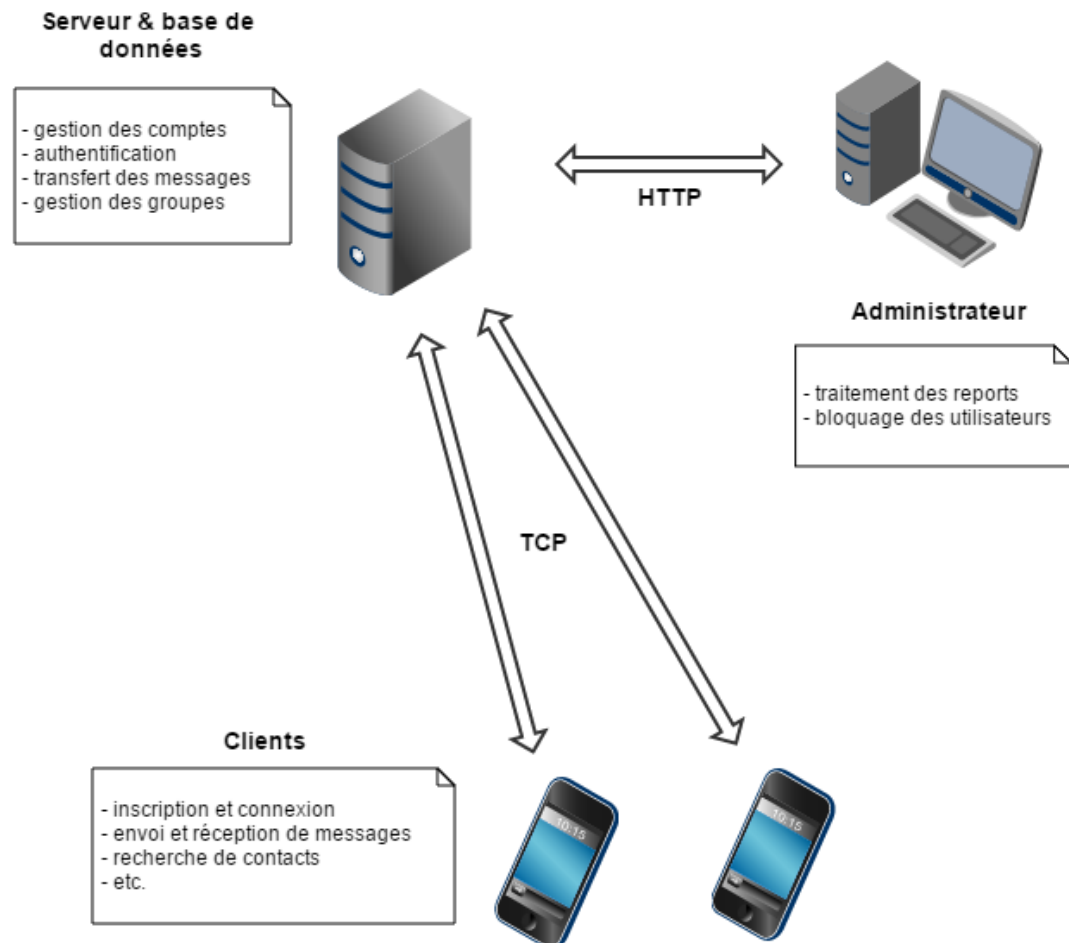 Serveur & base de
données
- gestion des comptes
- authentification
- transfert des messages
- gestion des groupes
HTTP
Administrateur
- traitement des reports
- bloquage des utilisateurs
TCP
Clients
- inscription et connexion
- envoi et réception de messages
- recherche de contacts
- etc.
10:15
10:15